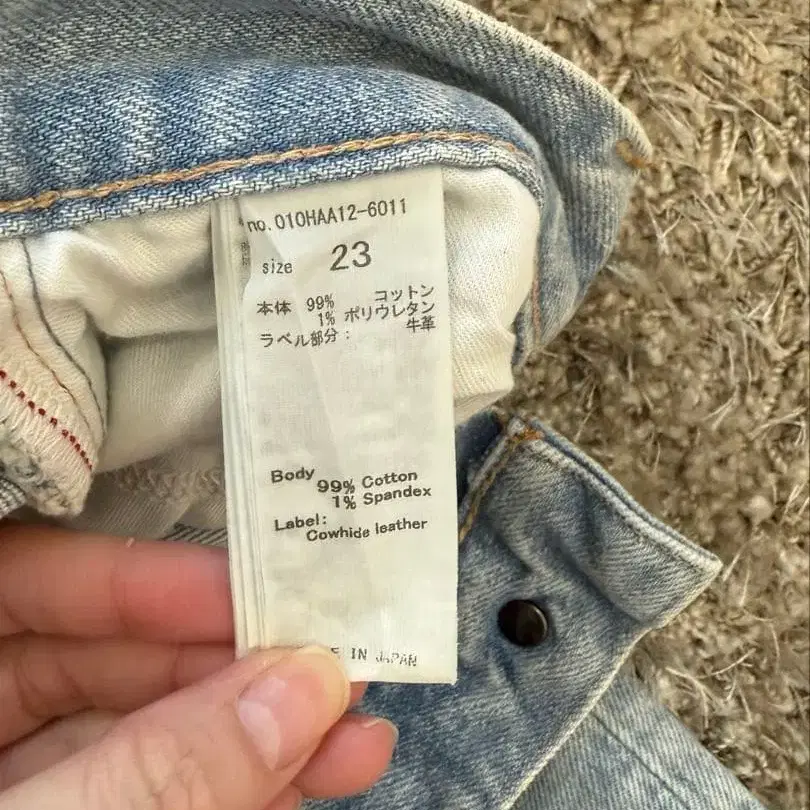 no.010HAA12-6011
size 23
本体 99% コットン
1% ポリウレタン
ラベル部分: 牛革
Body
99% Cotton
1% Spandex
Label:
Cowhide leather
IN JAPAN